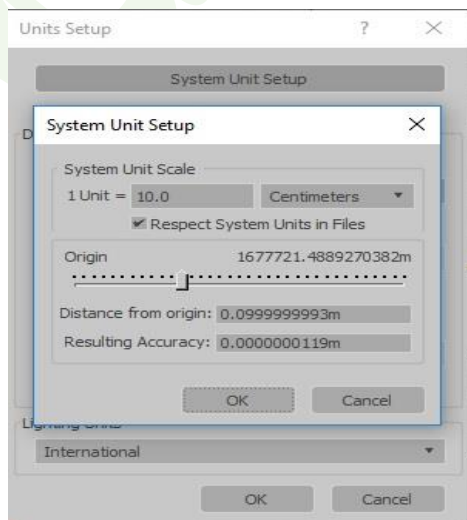 Units Setup ? ×
System Unit Setup
D
System Unit Setup ×
System Unit Scale
1 Unit = 10.0 Centimeters
Respect System Units in Files
Origin 1677721.4889270382m
Distance from origin: 0.0999999993m
Resulting Accuracy: 0.0000000119m
OK Cancel
Lighting Units
International
OK Cancel